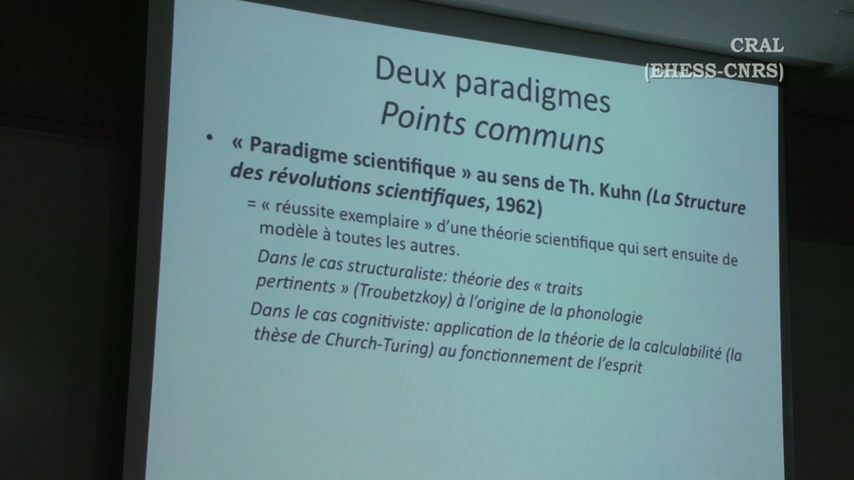 CRAL
(EHESS-CNRS)
Deux paradigmes
Points communs
• « Paradigme scientifique » au sens de Th. Kuhn (La Structure
des révolutions scientifiques, 1962)
= « réussite exemplaire » d’une théorie scientifique qui sert ensuite de
modèle à toutes les autres.
Dans le cas structuraliste: théorie des « traits
pertinents » (Troubetzkoy) à l’origine de la phonologie
Dans le cas cognitiviste: application de la théorie de la calculabilité (la
thèse de Church-Turing) au fonctionnement de l’esprit